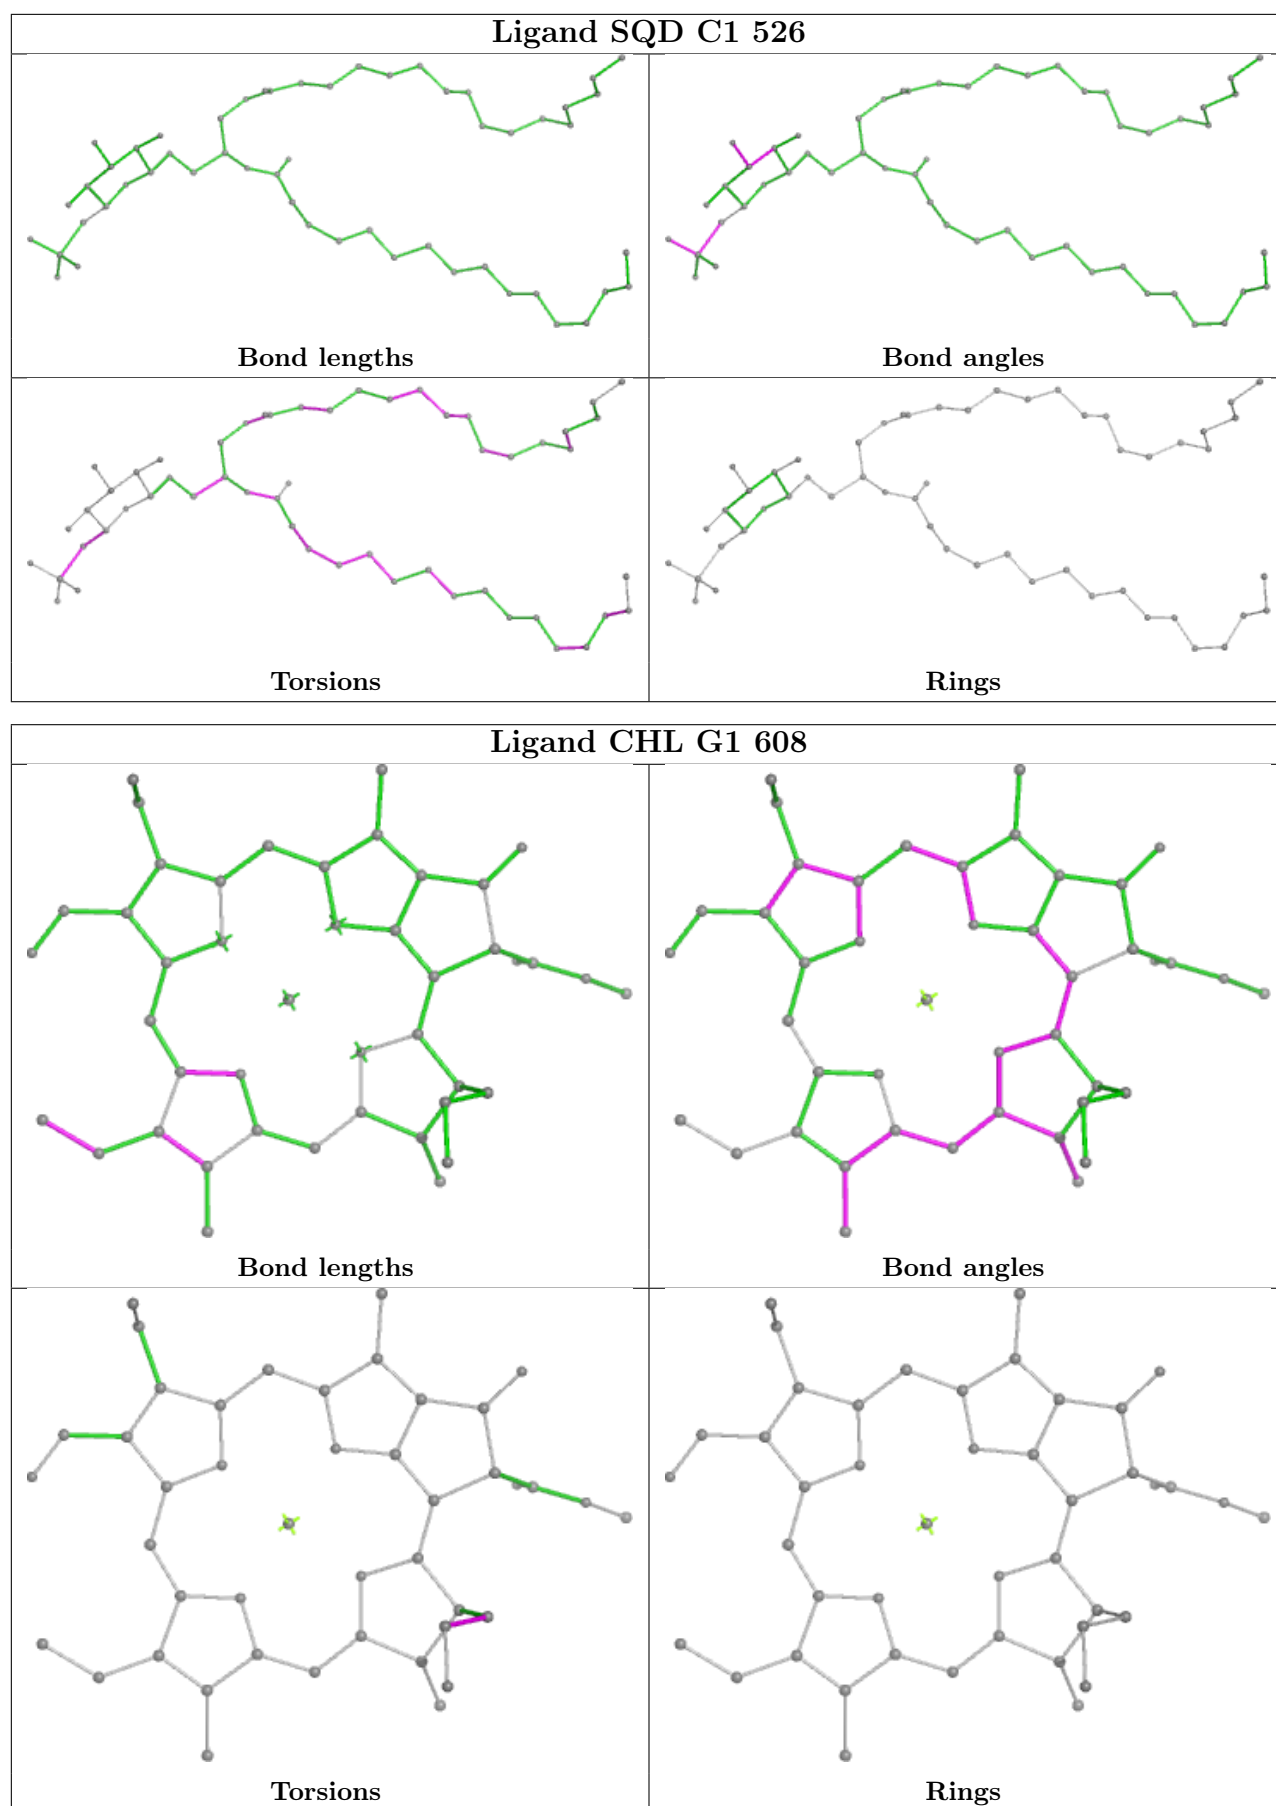 Ligand SQD C1 526
Bond lengths
Bond angles
Torsions
Rings
Ligand CHL G1 608
Bond lengths
Bond angles
Torsions
Rings